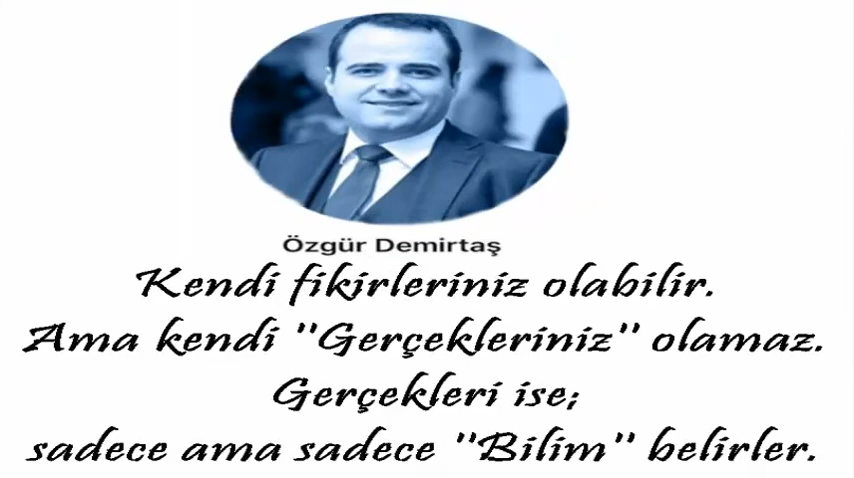 Özgür Demirtaş
Kendi fikirleriniz olabilir.
Ama kendi "Gerçekleriniz" olamaz.
Gerçekleri ise;
sadece ama sadece "Bilim" belirler.